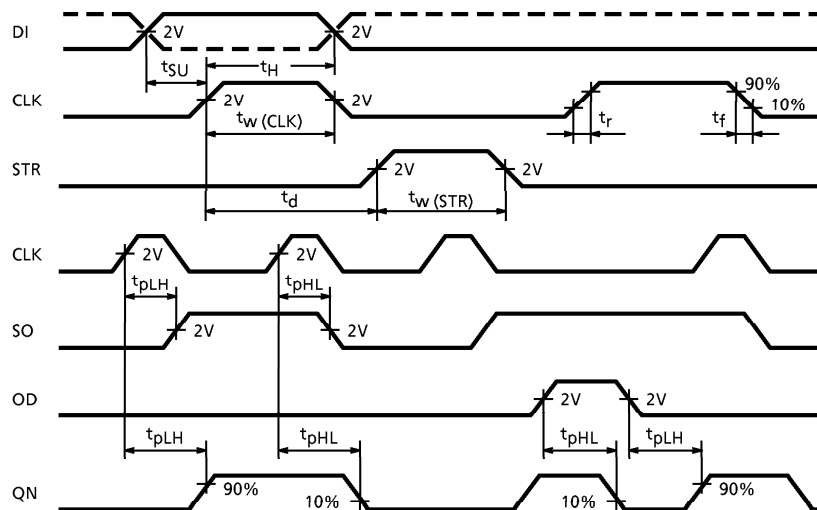 DI 2V 2V
tSU tH
CLK 2V 2V 90% 10%
tw (CLK) tr tf
STR 2V 2V
td tw (STR)
CLK 2V 2V
tpLH tpHL
SO 2V 2V
OD 2V 2V
tpLH tpHL tpHL tpLH
QN 90% 10% 10% 90%